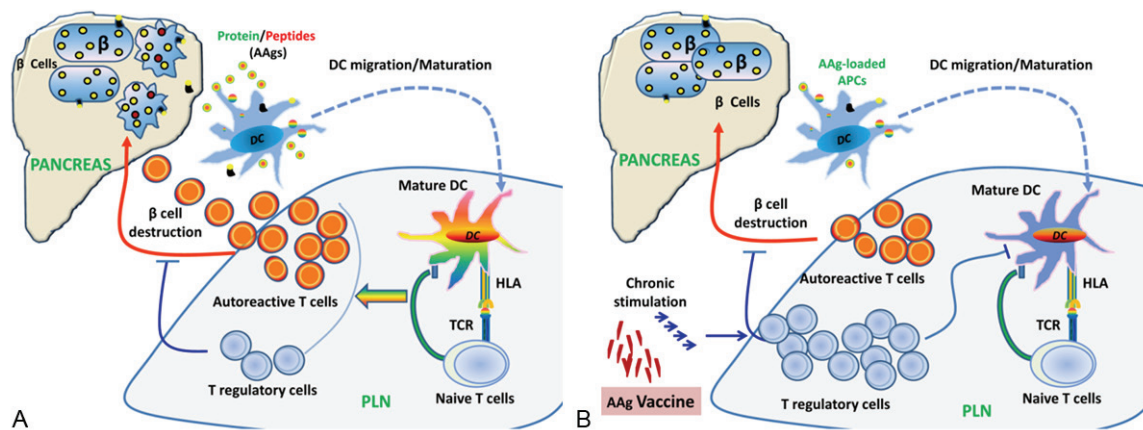 β
β Cells
PANCREAS
Protein/Peptides
(AAgs)
DC migration/Maturation
DC
Mature DC
DC
β cell
destruction
HLA
Autoreactive T cells
TCR
T regulatory cells
PLN
Naive T cells
A
β
β
β Cells
PANCREAS
AAg-loaded
APCs
DC migration/Maturation
DC
Mature DC
DC
β cell
destruction
HLA
Autoreactive T cells
Chronic
stimulation
TCR
AAg Vaccine
T regulatory cells
PLN
Naive T cells
B